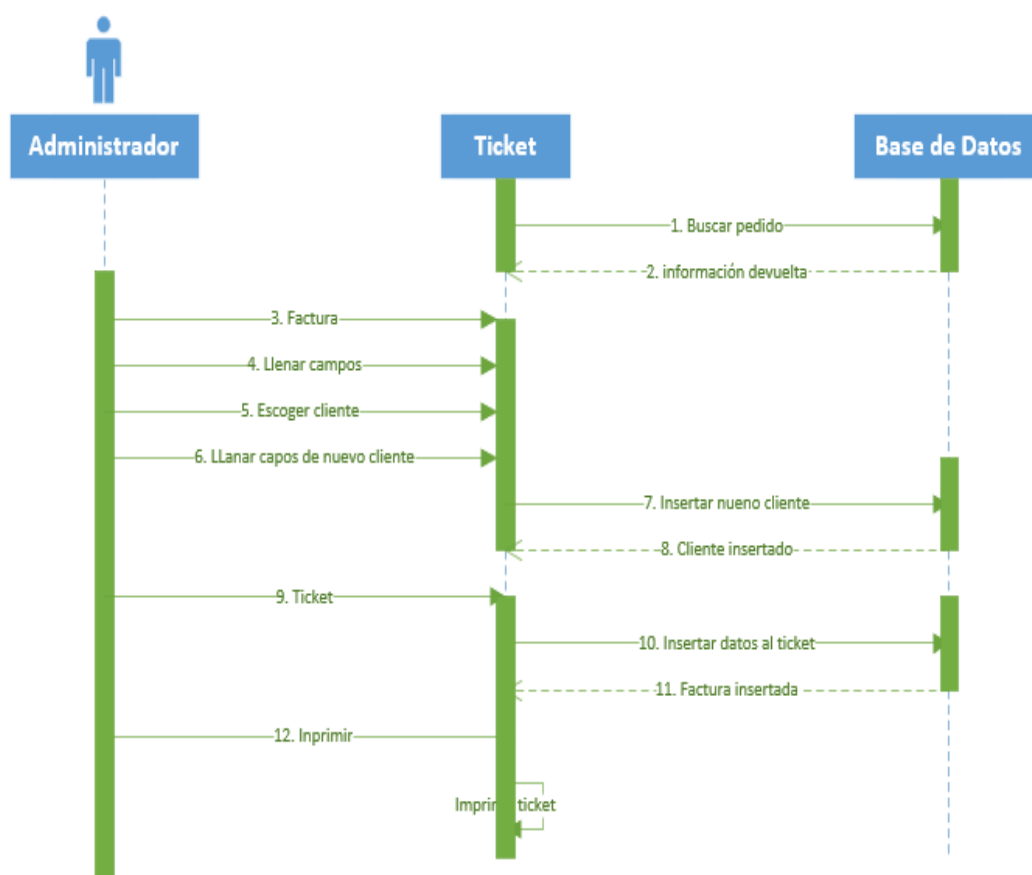 Administrador
Ticket
Base de Datos
1. Buscar pedido
2. información devuelta
3. Factura
4. Llenar campos
5. Escoger cliente
6. LLanar capos de nuevo cliente
7. Insertar nueno cliente
8. Cliente insertado
9. Ticket
10. Insertar datos al ticket
11. Factura insertada
12. Inprimir
Imprimir ticket